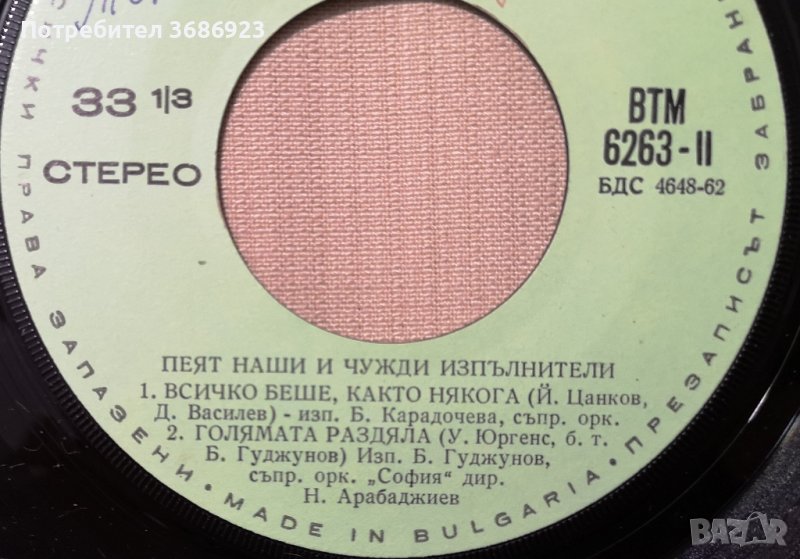 Потребител 3686923
33 1/3
СТЕРЕО
ВТМ
6263 - II
БДС 4648-62
ПЕЯТ НАШИ И ЧУЖДИ ИЗПЪЛНИТЕЛИ
1. ВСИЧКО БЕШЕ, КАКТО НЯКОГА (Й. Цанков,
Д. Василев) - изп. Б. Карадочева, съпр. орк.
2. ГОЛЯМАТА РАЗДЯЛА (У. Юргенс, б. т.
Б. Гуджунов) Изп. Б. Гуджунов,
съпр. орк. „София“ дир.
Н. Арабаджиев
ПРАВА ЗАПАЗЕНИ · MADE IN BULGARIA · ПРЕЗАПИСЪТ
BAZAR